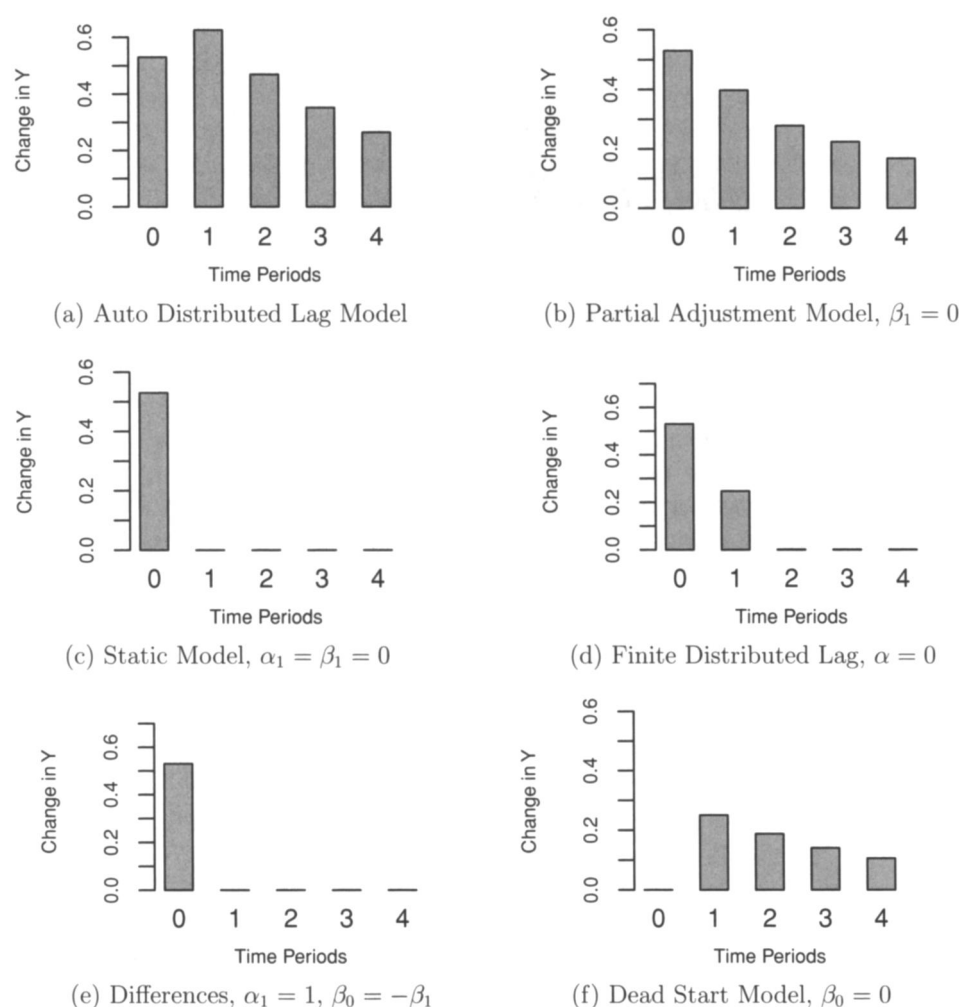 Change in Y
0.6
0.4
0.2
0.0
0 1 2 3 4
Time Periods
(a) Auto Distributed Lag Model
Change in Y
0.6
0.4
0.2
0.0
0 1 2 3 4
Time Periods
(b) Partial Adjustment Model, β₁ = 0
Change in Y
0.6
0.4
0.2
0.0
0 1 2 3 4
Time Periods
(c) Static Model, α₁ = β₁ = 0
Change in Y
0.6
0.4
0.2
0.0
0 1 2 3 4
Time Periods
(d) Finite Distributed Lag, α = 0
Change in Y
0.6
0.4
0.2
0.0
0 1 2 3 4
Time Periods
(e) Differences, α₁ = 1, β₀ = −β₁
Change in Y
0.6
0.4
0.2
0.0
0 1 2 3 4
Time Periods
(f) Dead Start Model, β₀ = 0